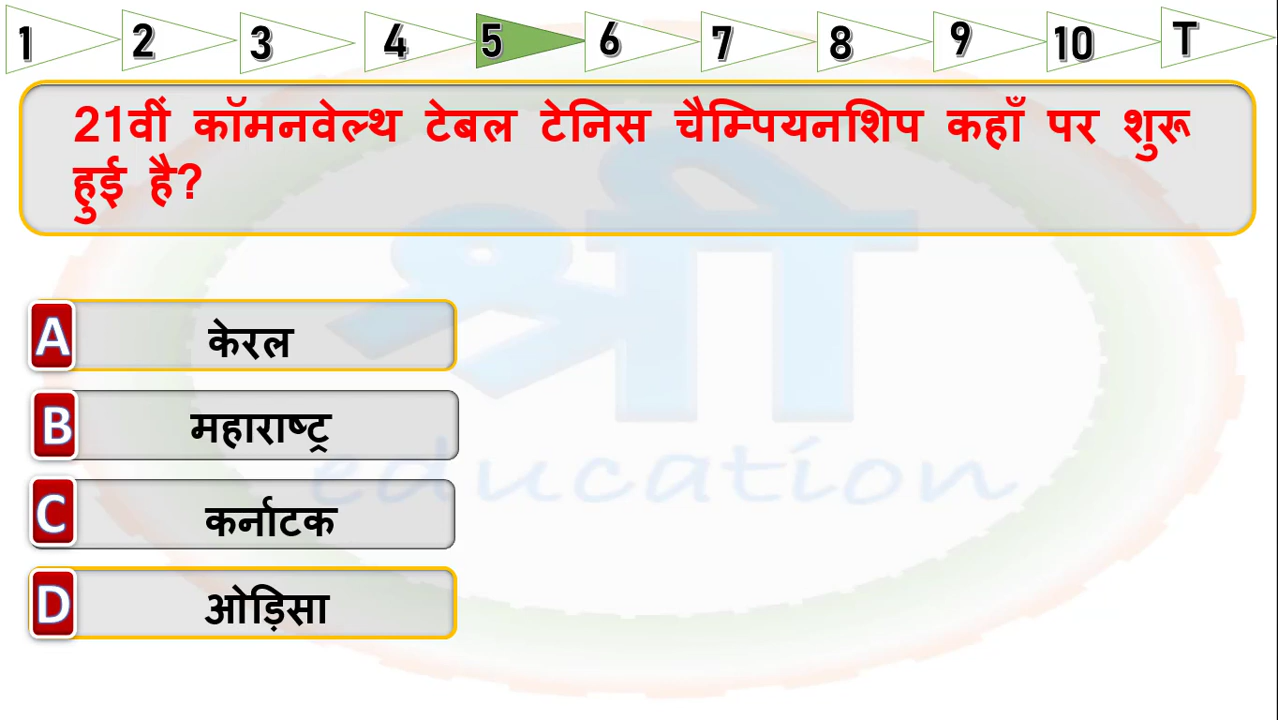 1 2 3 4 5 6 7 8 9 10 T
21वीं कॉमनवेल्थ टेबल टेनिस चैम्पियनशिप कहाँ पर शुरू
हुई है?
श्री
education
A केरल
B महाराष्ट्र
C कर्नाटक
D ओड़िसा